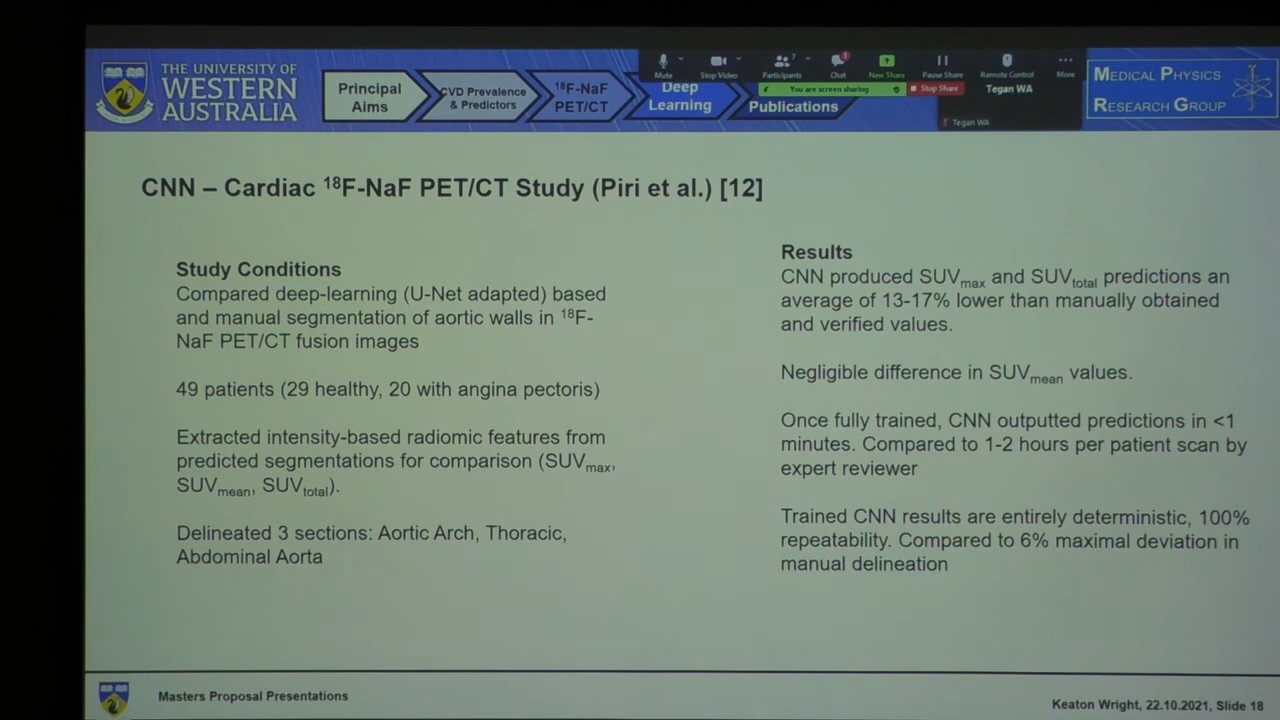 THE UNIVERSITY OF
WESTERN
AUSTRALIA
Principal
Aims
CVD Prevalence
& Predictors
18F-NaF
PET/CT
Deep
Learning
Publications
Mute
Stop Video
Participants
7
Chat
1
New Share
Pause Share
Remote Control
More
You are screen sharing
Stop Share
Tegan WA
Tegan WA
MEDICAL PHYSICS
RESEARCH GROUP
CNN – Cardiac 18F-NaF PET/CT Study (Piri et al.) [12]
Study Conditions
Compared deep-learning (U-Net adapted) based
and manual segmentation of aortic walls in 18F-
NaF PET/CT fusion images
49 patients (29 healthy, 20 with angina pectoris)
Extracted intensity-based radiomic features from
predicted segmentations for comparison (SUVmax,
SUVmean, SUVtotal).
Delineated 3 sections: Aortic Arch, Thoracic,
Abdominal Aorta
Results
CNN produced SUVmax and SUVtotal predictions an
average of 13-17% lower than manually obtained
and verified values.
Negligible difference in SUVmean values.
Once fully trained, CNN outputted predictions in <1
minutes. Compared to 1-2 hours per patient scan by
expert reviewer
Trained CNN results are entirely deterministic, 100%
repeatability. Compared to 6% maximal deviation in
manual delineation
Masters Proposal Presentations
Keaton Wright, 22.10.2021, Slide 18